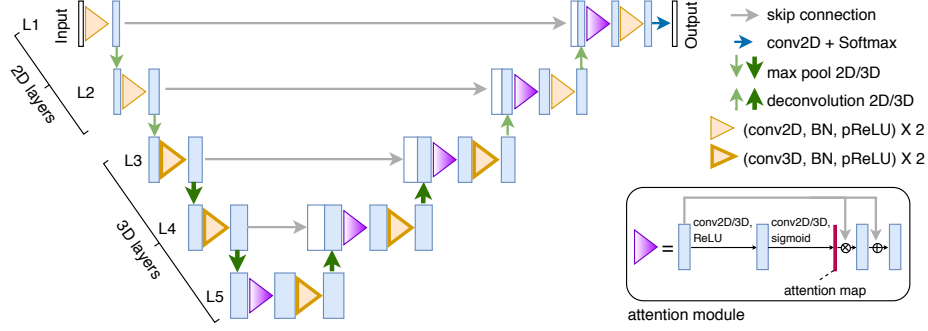 L1
Input
Output
2D layers
L2
L3
3D layers
L4
L5
skip connection
conv2D + Softmax
max pool 2D/3D
deconvolution 2D/3D
(conv2D, BN, pReLU) X 2
(conv3D, BN, pReLU) X 2
=
conv2D/3D,
ReLU
conv2D/3D,
sigmoid
attention map
attention module